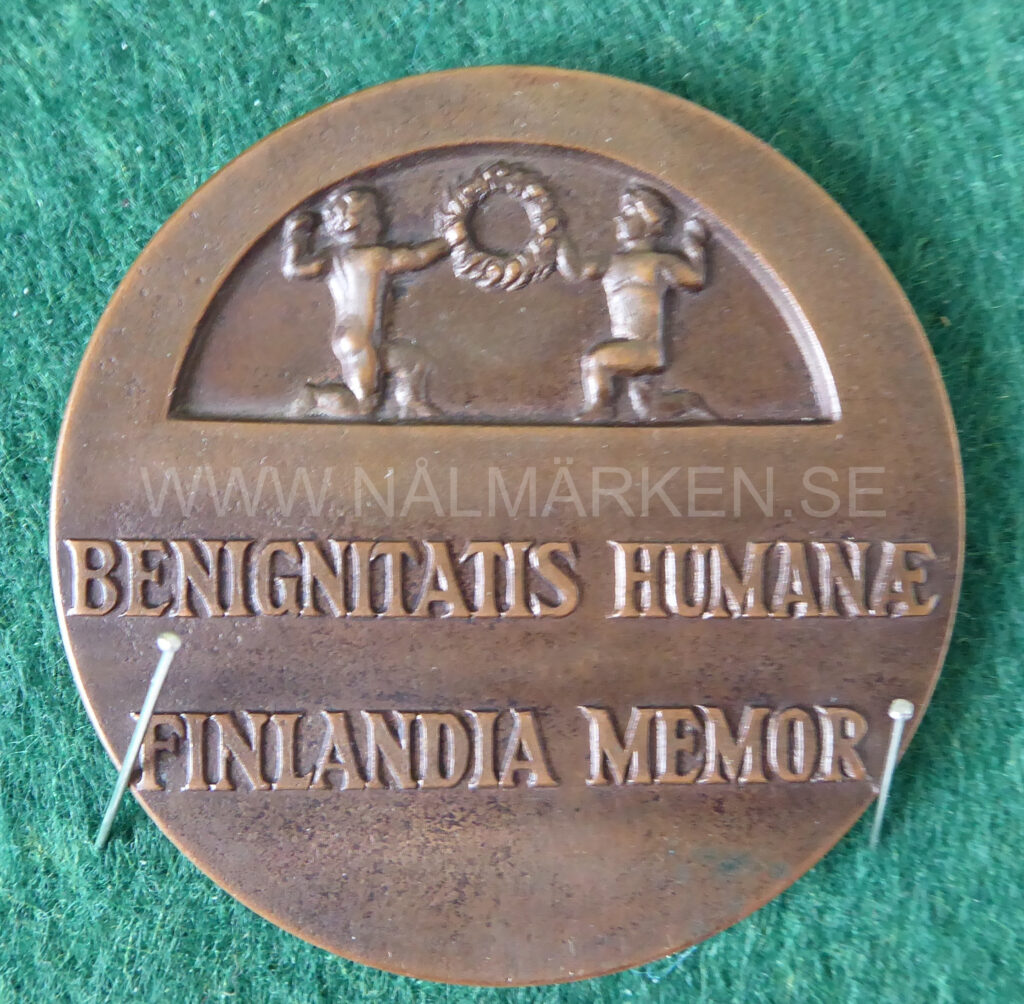 WWW.NÅLMÄRKEN.SE
BENIGNITATIS HUMANÆ
FINLANDIA MEMOR